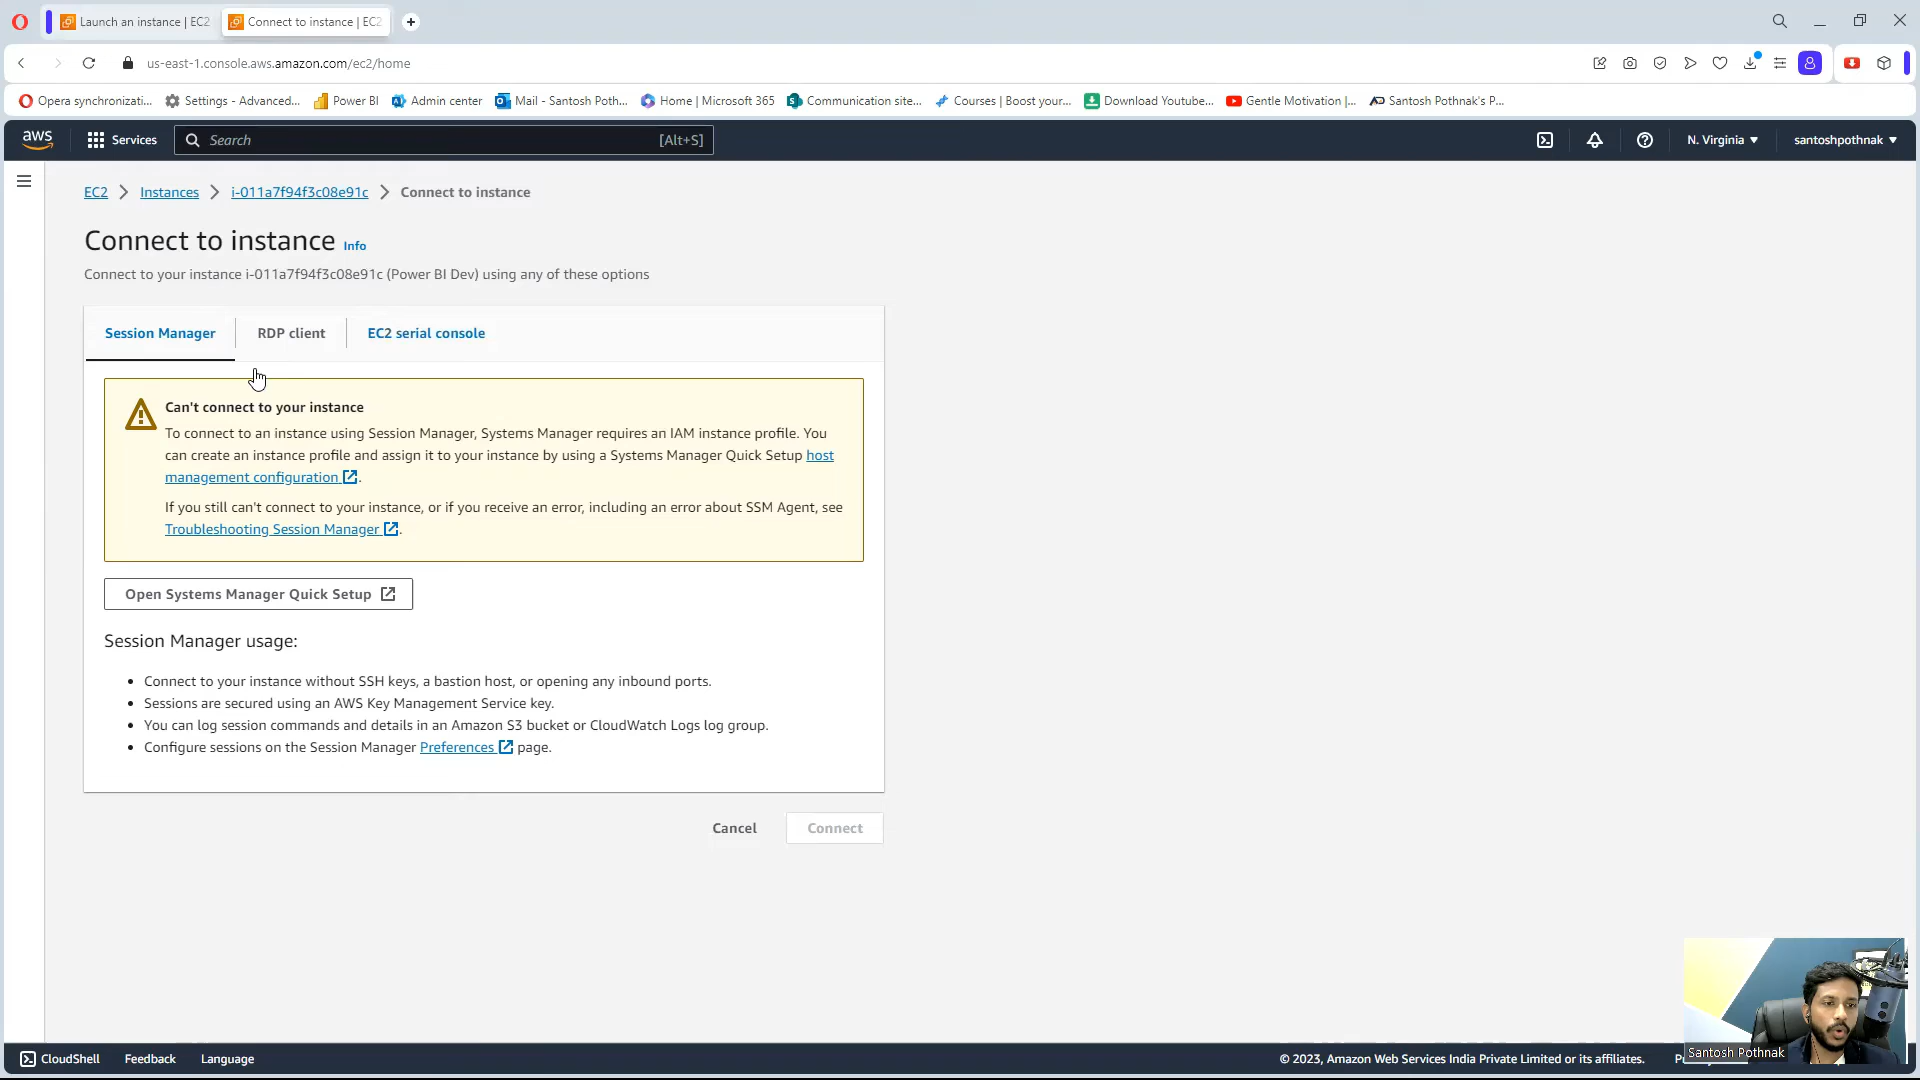 Launch an instance | EC2
Connect to instance | EC2
us-east-1.console.aws.amazon.com/ec2/home
Opera synchronizati...
Settings - Advanced...
Power BI
Admin center
Mail - Santosh Poth...
Home | Microsoft 365
Communication site...
Courses | Boost your...
Download Youtube...
Gentle Motivation |...
Santosh Pothnak's P...
aws
Services
Search
[Alt+S]
N. Virginia
santoshpothnak
EC2 > Instances > i-011a7f94f3c08e91c > Connect to instance
Connect to instance Info
Connect to your instance i-011a7f94f3c08e91c (Power BI Dev) using any of these options
Session Manager
RDP client
EC2 serial console
Can't connect to your instance
To connect to an instance using Session Manager, Systems Manager requires an IAM instance profile. You
can create an instance profile and assign it to your instance by using a Systems Manager Quick Setup host
management configuration.
If you still can't connect to your instance, or if you receive an error, including an error about SSM Agent, see
Troubleshooting Session Manager.
Open Systems Manager Quick Setup
Session Manager usage:
• Connect to your instance without SSH keys, a bastion host, or opening any inbound ports.
• Sessions are secured using an AWS Key Management Service key.
• You can log session commands and details in an Amazon S3 bucket or CloudWatch Logs log group.
• Configure sessions on the Session Manager Preferences page.
Cancel
Connect
Santosh Pothnak
CloudShell
Feedback
Language
© 2023, Amazon Web Services India Private Limited or its affiliates.